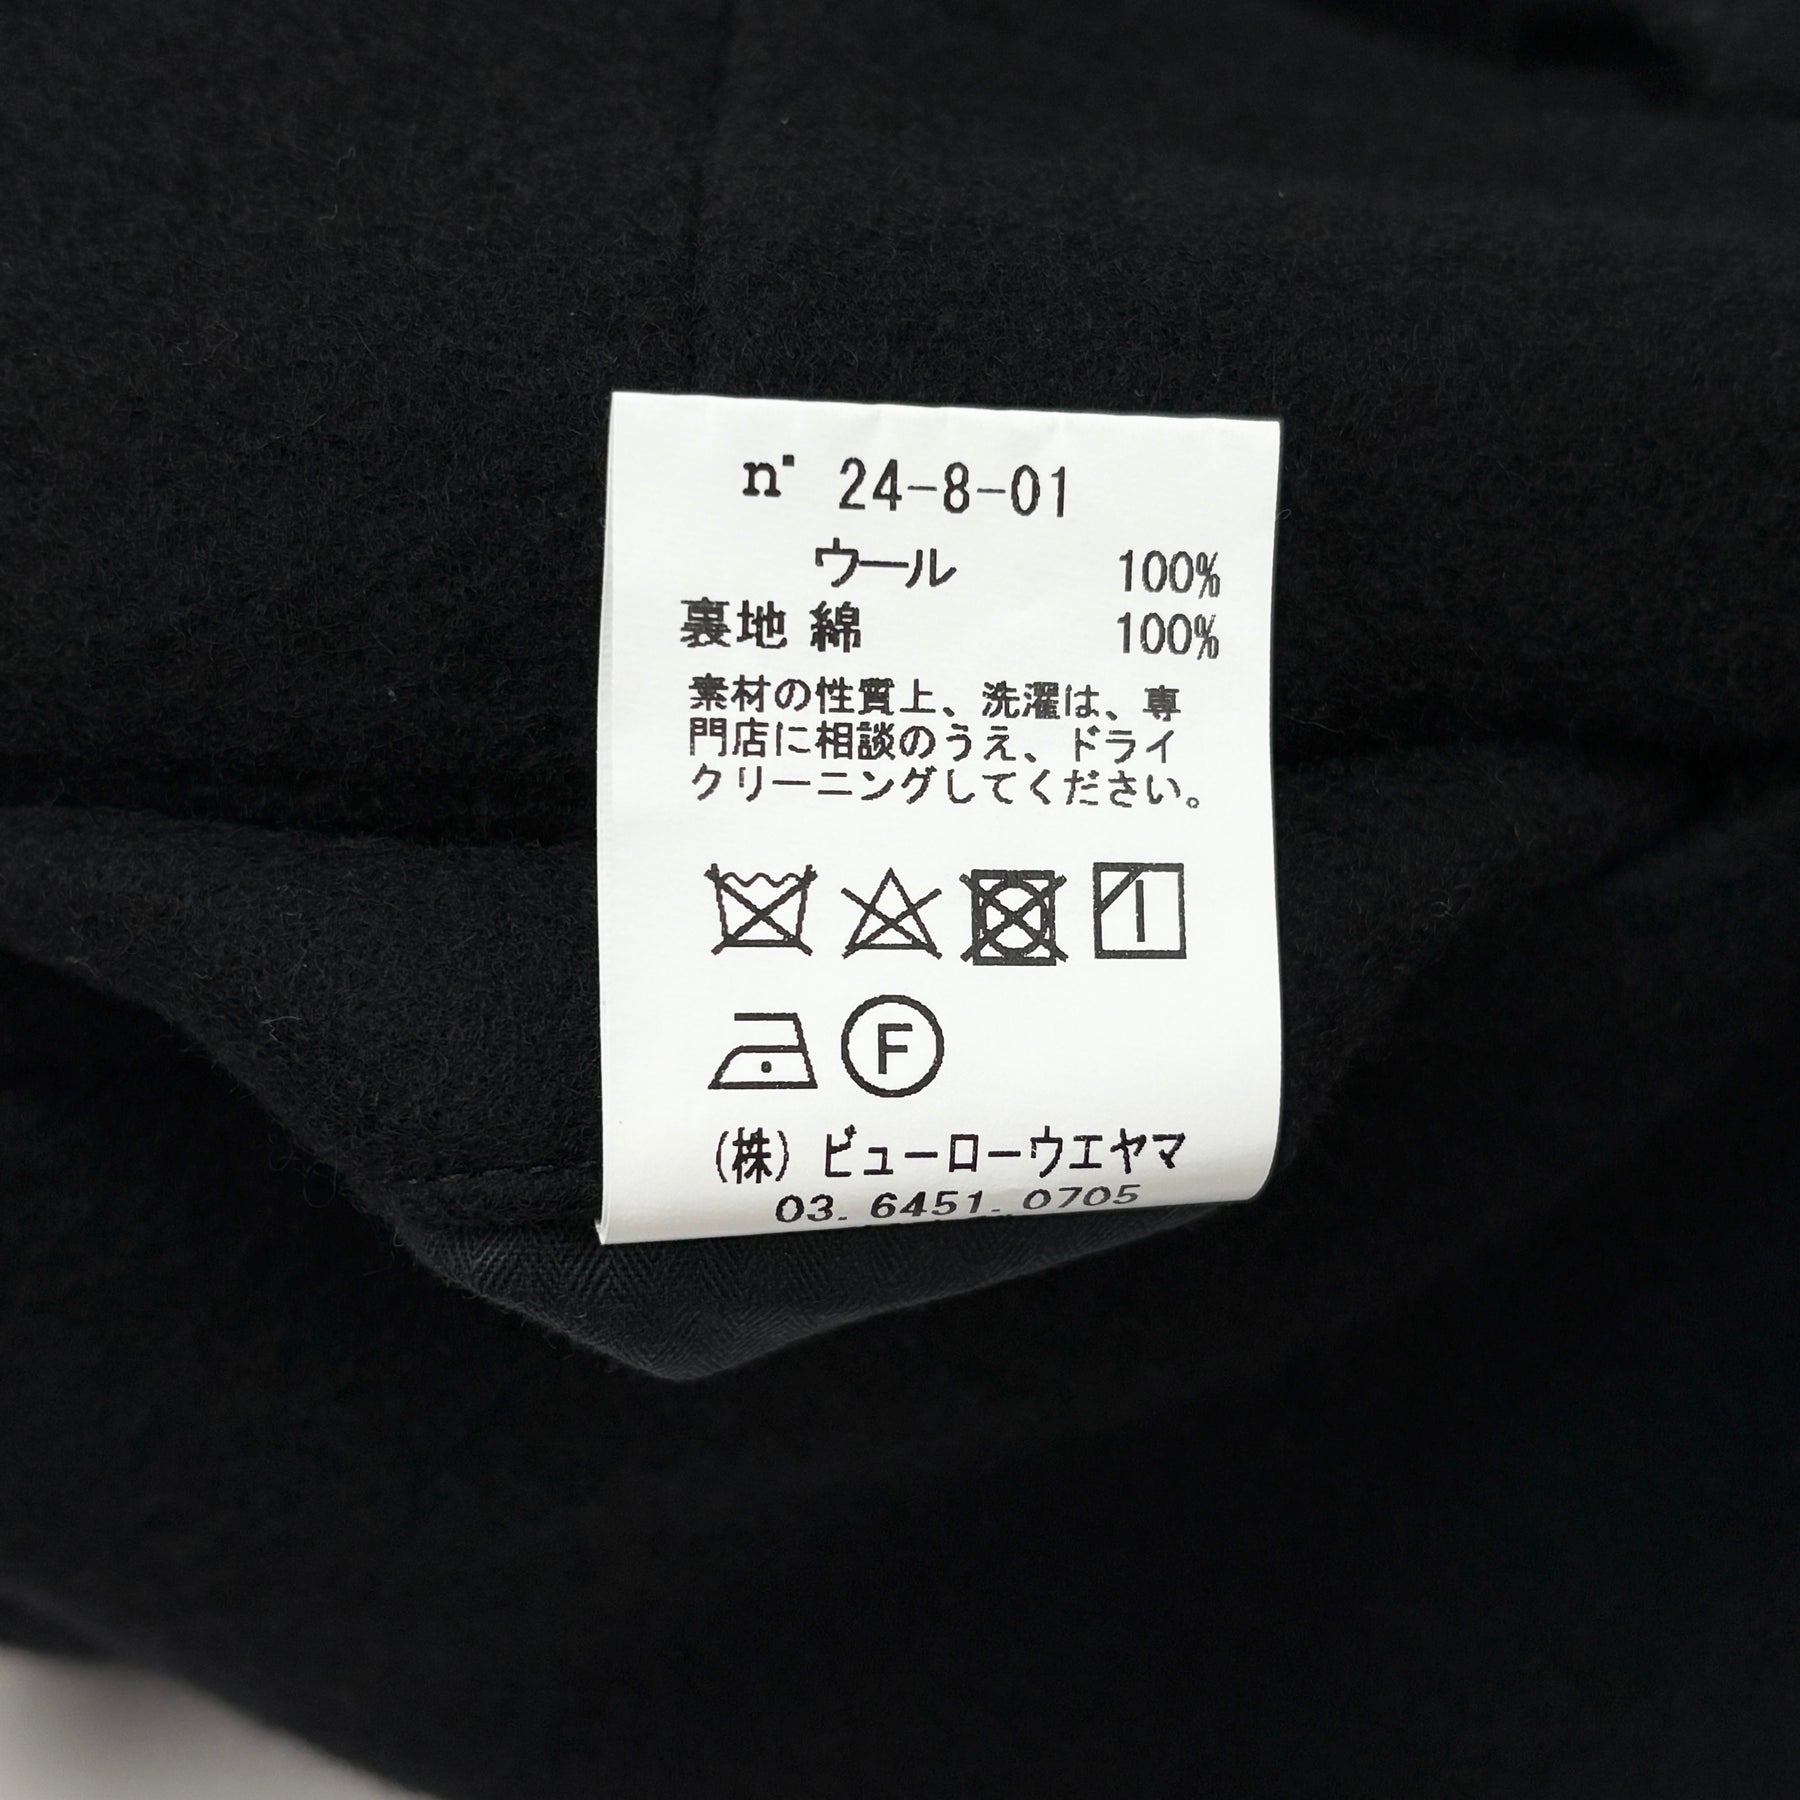 n° 24-8-01
ウール 100%
裏地 綿 100%
素材の性質上、洗濯は、専
門店に相談のうえ、ドライ
クリーニングしてください。
F
(株) ビューローウエヤマ
03. 6451. 0705